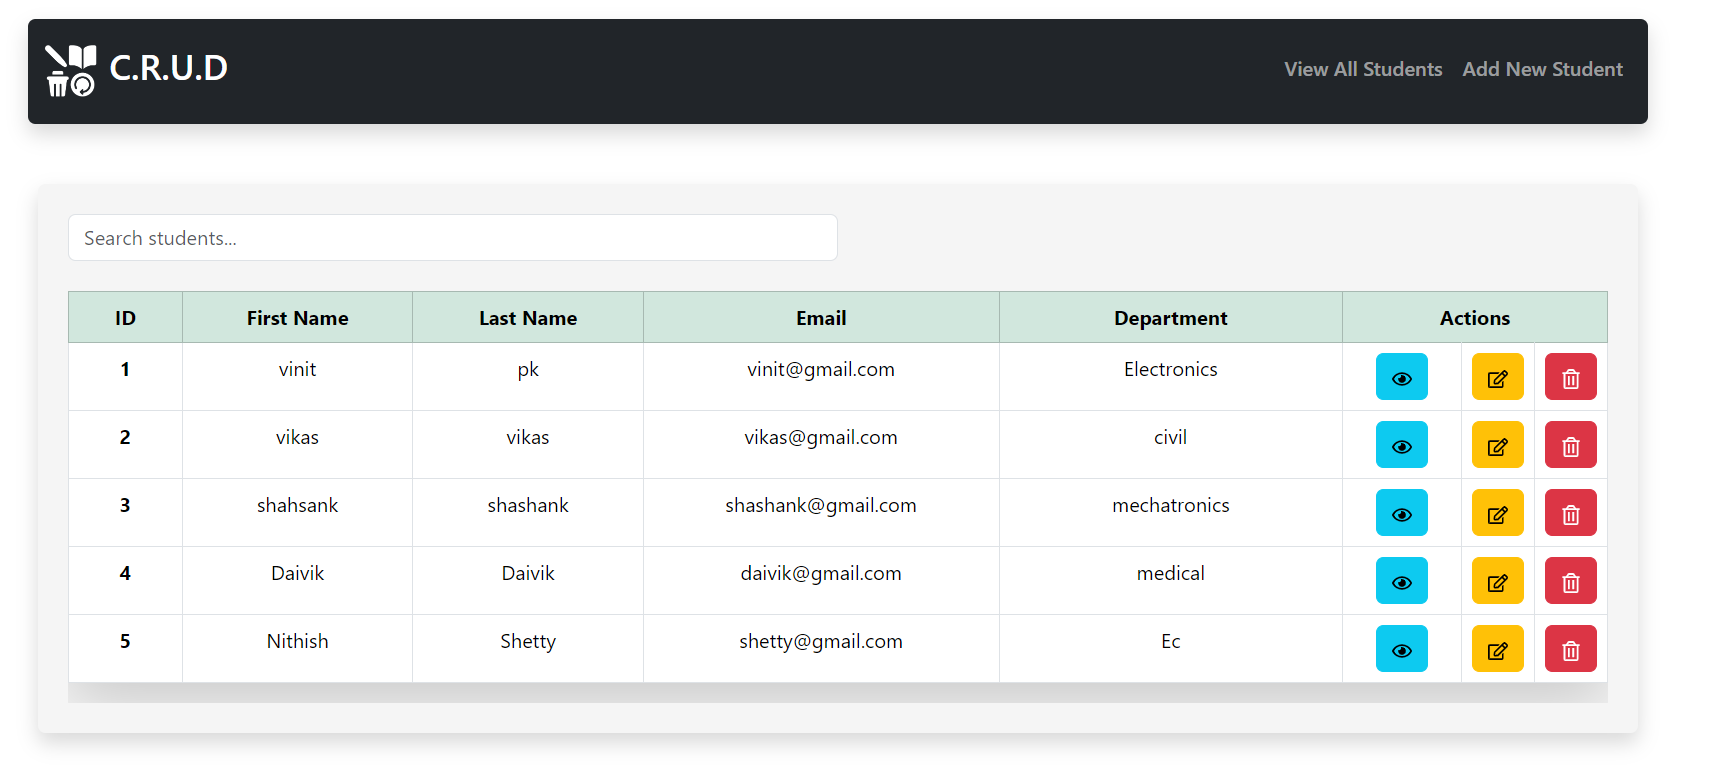 C.R.U.D
View All Students Add New Student
Search students...
ID First Name Last Name Email Department Actions
1 vinit pk vinit@gmail.com Electronics
2 vikas vikas vikas@gmail.com civil
3 shahsank shashank shashank@gmail.com mechatronics
4 Daivik Daivik daivik@gmail.com medical
5 Nithish Shetty shetty@gmail.com Ec